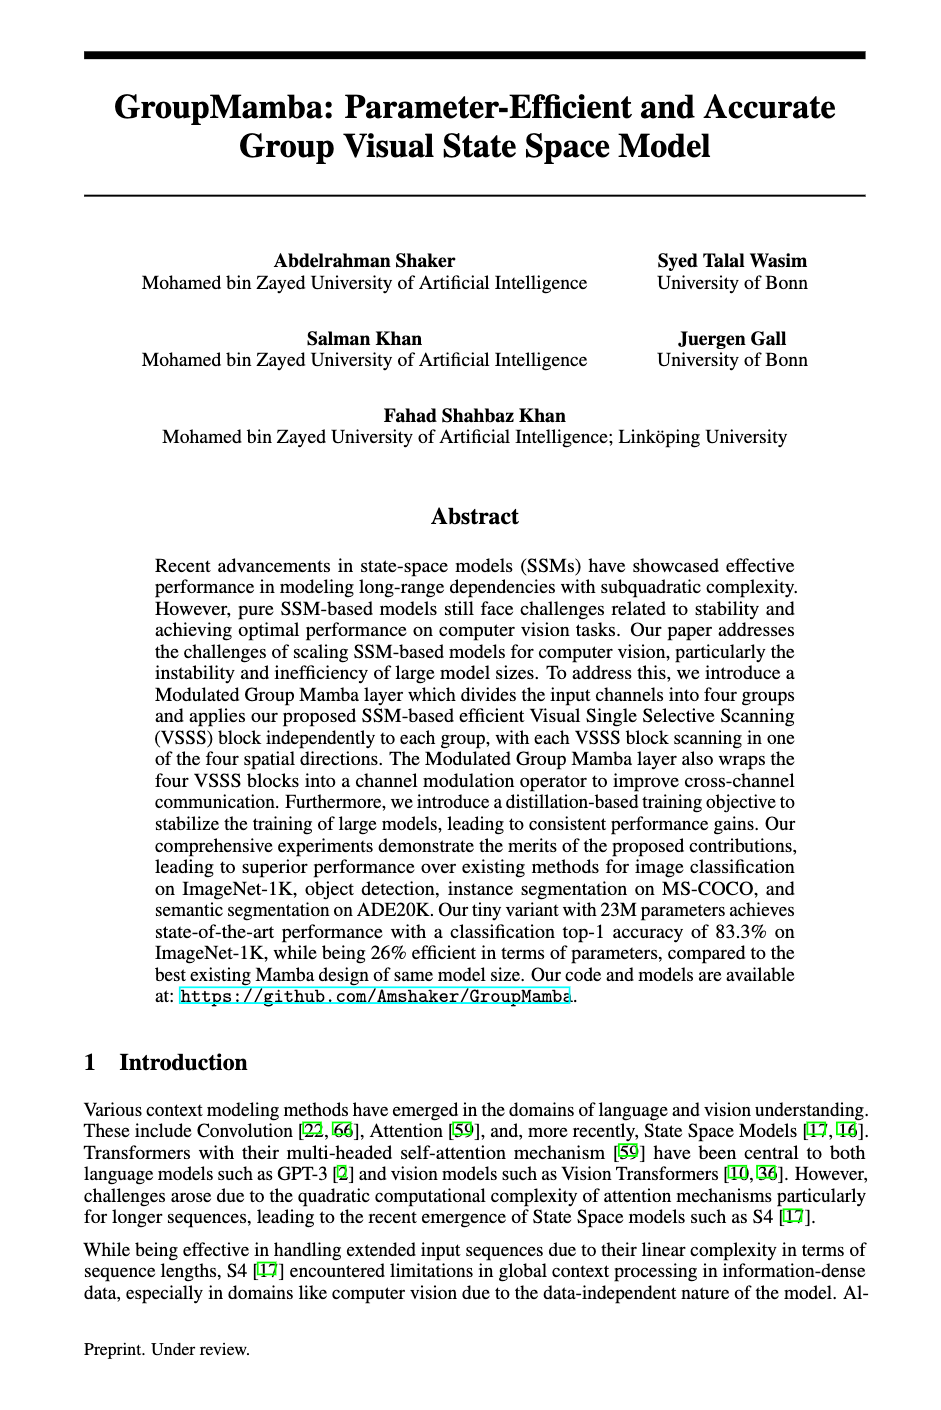 GroupMamba: Parameter-Efficient and Accurate
Group Visual State Space Model
Abdelrahman Shaker
Mohamed bin Zayed University of Artificial Intelligence
Syed Talal Wasim
University of Bonn
Salman Khan
Mohamed bin Zayed University of Artificial Intelligence
Juergen Gall
University of Bonn
Fahad Shahbaz Khan
Mohamed bin Zayed University of Artificial Intelligence; Linköping University
Abstract
Recent advancements in state-space models (SSMs) have showcased effective
performance in modeling long-range dependencies with subquadratic complexity.
However, pure SSM-based models still face challenges related to stability and
achieving optimal performance on computer vision tasks. Our paper addresses
the challenges of scaling SSM-based models for computer vision, particularly the
instability and inefficiency of large model sizes. To address this, we introduce a
Modulated Group Mamba layer which divides the input channels into four groups
and applies our proposed SSM-based efficient Visual Single Selective Scanning
(VSSS) block independently to each group, with each VSSS block scanning in one
of the four spatial directions. The Modulated Group Mamba layer also wraps the
four VSSS blocks into a channel modulation operator to improve cross-channel
communication. Furthermore, we introduce a distillation-based training objective to
stabilize the training of large models, leading to consistent performance gains. Our
comprehensive experiments demonstrate the merits of the proposed contributions,
leading to superior performance over existing methods for image classification
on ImageNet-1K, object detection, instance segmentation on MS-COCO, and
semantic segmentation on ADE20K. Our tiny variant with 23M parameters achieves
state-of-the-art performance with a classification top-1 accuracy of 83.3% on
ImageNet-1K, while being 26% efficient in terms of parameters, compared to the
best existing Mamba design of same model size. Our code and models are available
at: https://github.com/Amshaker/GroupMamba.
1 Introduction
Various context modeling methods have emerged in the domains of language and vision understanding.
These include Convolution [22, 66], Attention [59], and, more recently, State Space Models [17, 16].
Transformers with their multi-headed self-attention mechanism [59] have been central to both
language models such as GPT-3 [2] and vision models such as Vision Transformers [10, 36]. However,
challenges arose due to the quadratic computational complexity of attention mechanisms particularly
for longer sequences, leading to the recent emergence of State Space models such as S4 [17].
While being effective in handling extended input sequences due to their linear complexity in terms of
sequence lengths, S4 [17] encountered limitations in global context processing in information-dense
data, especially in domains like computer vision due to the data-independent nature of the model. Al-
Preprint. Under review.